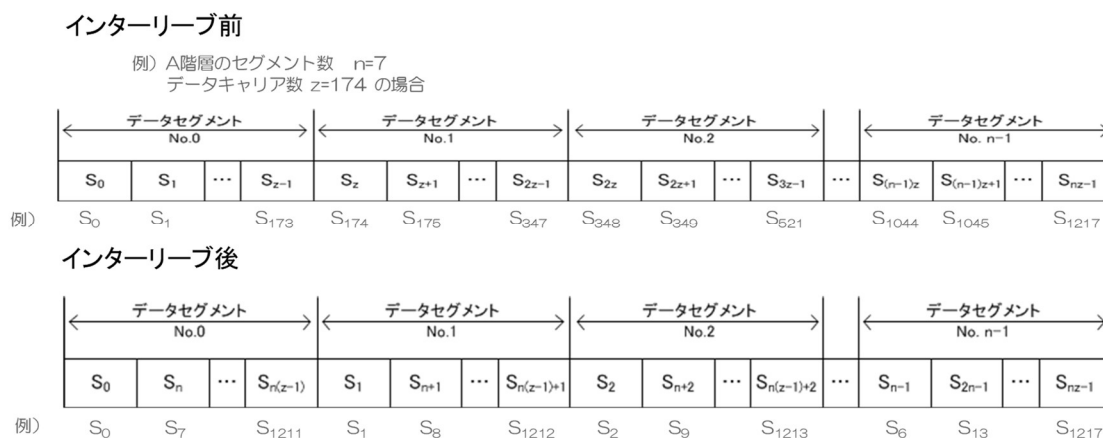 インターリーブ前
例）A階層のセグメント数　n=7
データキャリア数 z=174 の場合
データセグメント No.0 データセグメント No.1 データセグメント No.2 データセグメント No. n-1
S0 S1 … Sz-1 Sz Sz+1 … S2z-1 S2z S2z+1 … S3z-1 … S(n-1)z S(n-1)z+1 … Snz-1
例） S0 S1 S173 S174 S175 S347 S348 S349 S521 S1044 S1045 S1217
インターリーブ後
データセグメント No.0 データセグメント No.1 データセグメント No.2 データセグメント No. n-1
S0 Sn … Sn(z-1) S1 Sn+1 … Sn(z-1)+1 S2 Sn+2 … Sn(z-1)+2 … Sn-1 S2n-1 … Snz-1
例） S0 S7 S1211 S1 S8 S1212 S2 S9 S1213 S6 S13 S1217